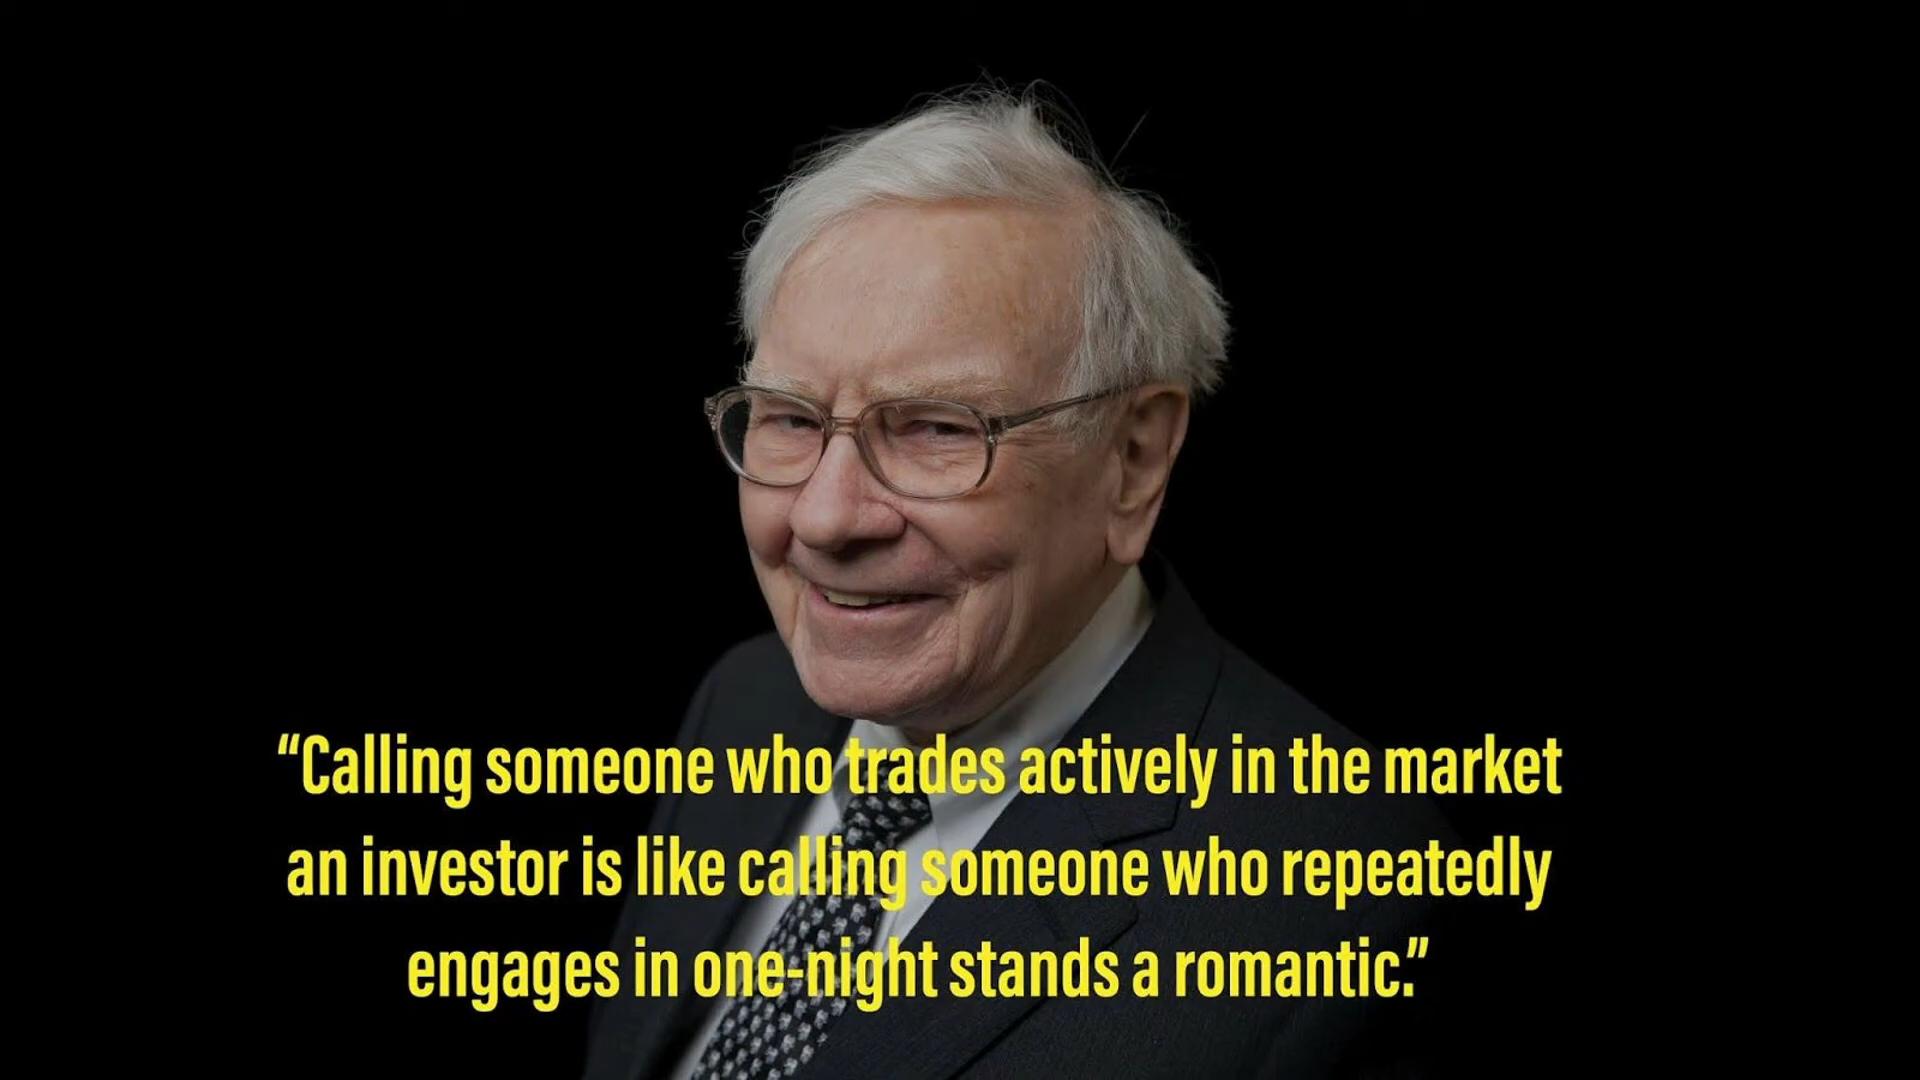 “Calling someone who trades actively in the market
an investor is like calling someone who repeatedly
engages in one-night stands a romantic.”